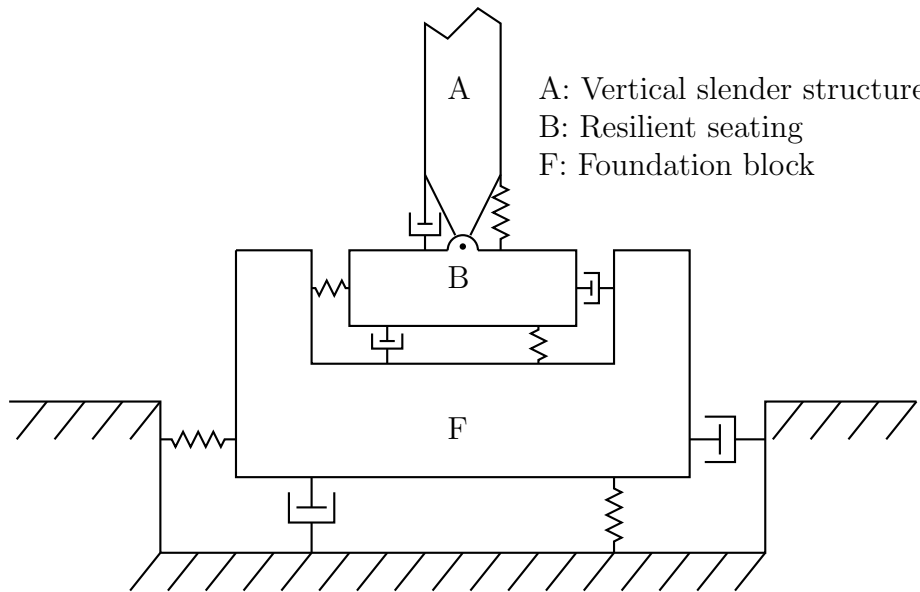 A
A: Vertical slender structure
B: Resilient seating
F: Foundation block
B
F